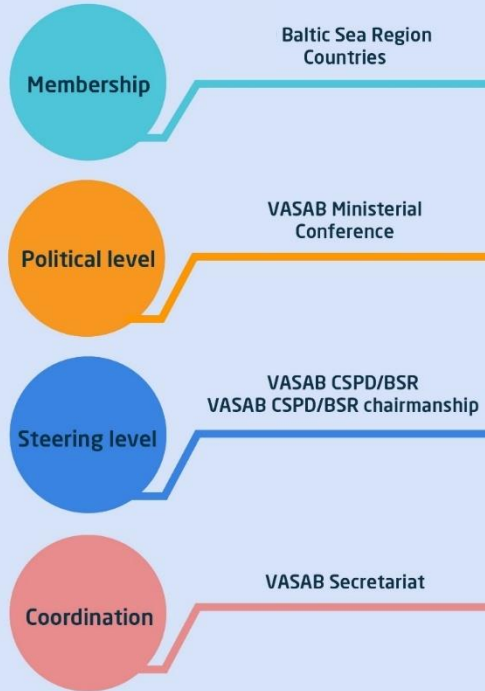 Membership
Baltic Sea Region
Countries
Political level
VASAB Ministerial
Conference
Steering level
VASAB CSPD/BSR
VASAB CSPD/BSR chairmanship
Coordination
VASAB Secretariat